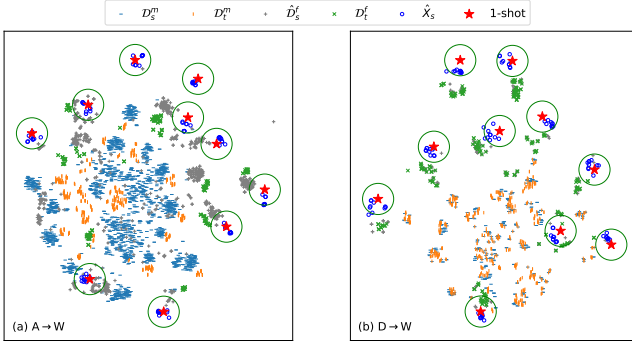 𝒟ₛᵐ 𝒟ₜᵐ 𝒟̂ₛᶠ 𝒟ₜᶠ X̂ₛ 1-shot
(a) A → W
(b) D → W